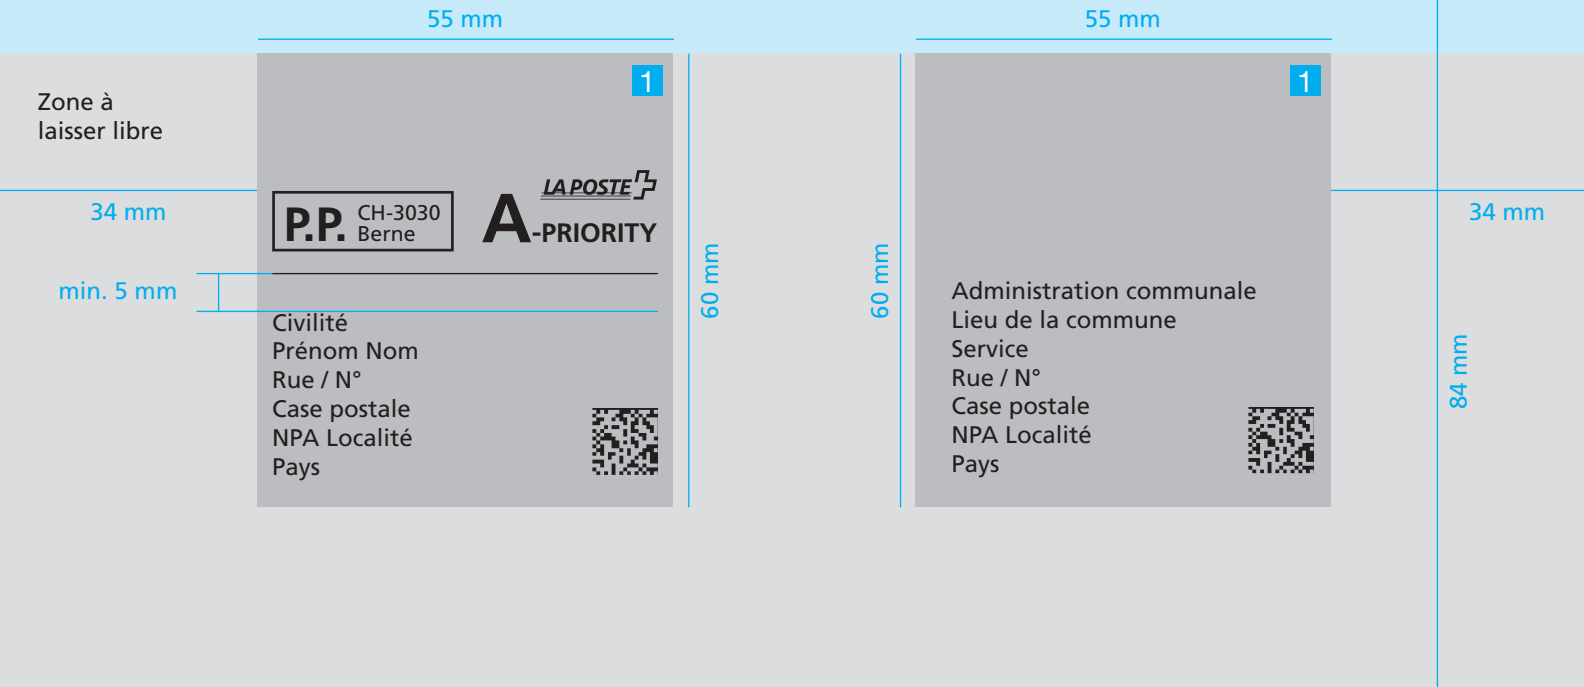 55 mm
55 mm
1
1
Zone à
laisser libre
LA POSTE
34 mm
P.P. CH-3030
Berne
A-PRIORITY
34 mm
60 mm
60 mm
min. 5 mm
Civilité
Prénom Nom
Rue / N°
Case postale
NPA Localité
Pays
Administration communale
Lieu de la commune
Service
Rue / N°
Case postale
NPA Localité
Pays
84 mm